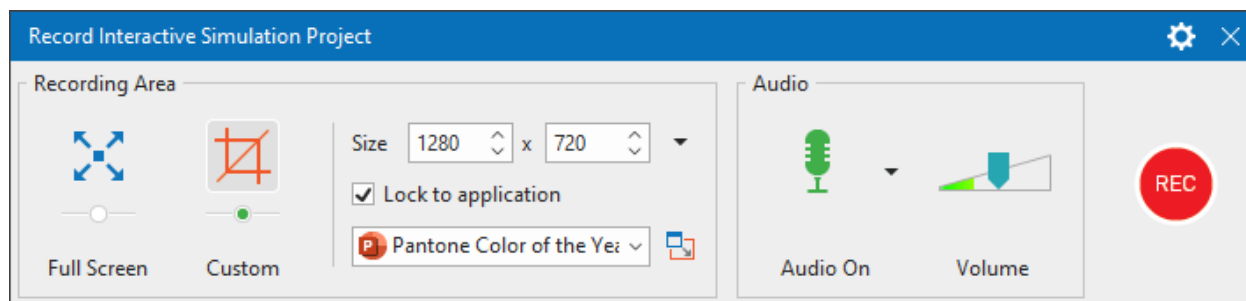 Record Interactive Simulation Project
Recording Area
Audio
Size 1280 x 720
Lock to application
P Pantone Color of the Yea
REC
Full Screen Custom
Audio On Volume